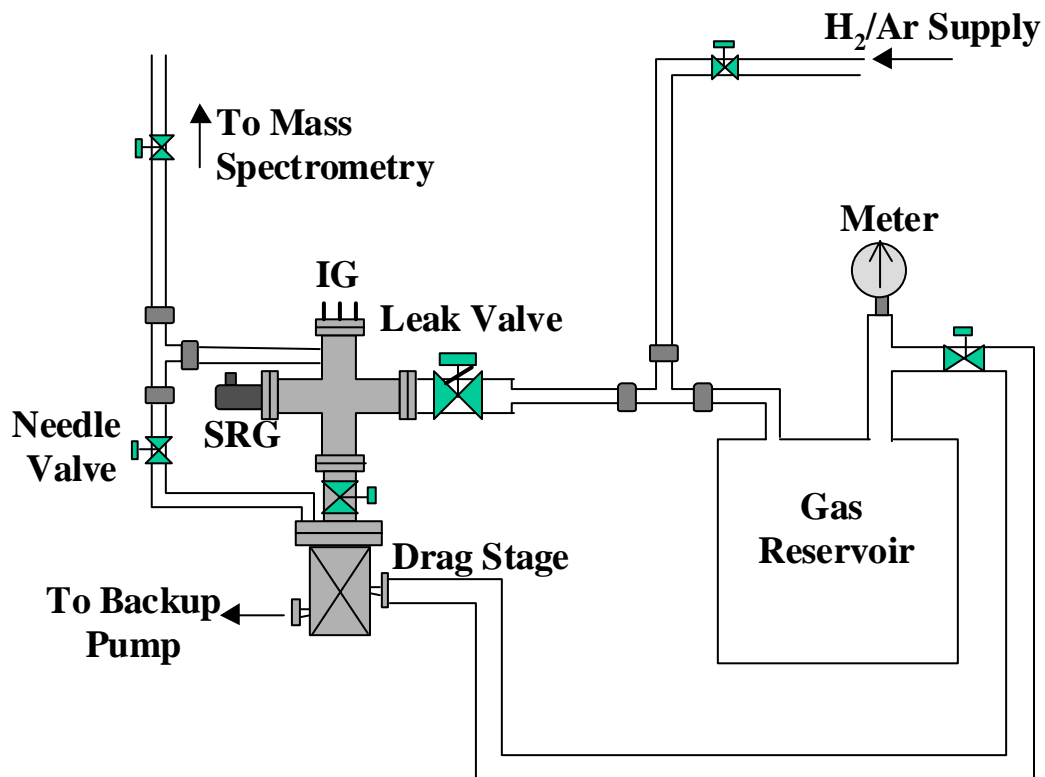 H₂/Ar Supply
To Mass
Spectrometry
Meter
IG
Leak Valve
Needle
Valve
SRG
Gas
Reservoir
Drag Stage
To Backup
Pump